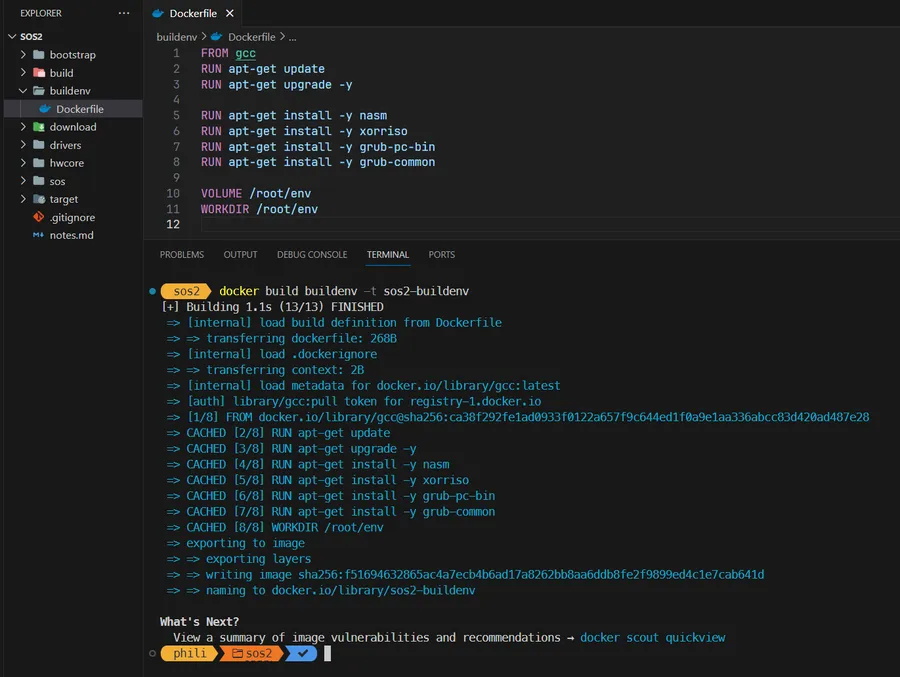 EXPLORER ...
SOS2
bootstrap
build
buildenv
Dockerfile
download
drivers
hwcore
sos
target
.gitignore
notes.md
Dockerfile
buildenv > Dockerfile > ...
1 FROM gcc
2 RUN apt-get update
3 RUN apt-get upgrade -y
4
5 RUN apt-get install -y nasm
6 RUN apt-get install -y xorriso
7 RUN apt-get install -y grub-pc-bin
8 RUN apt-get install -y grub-common
9
10 VOLUME /root/env
11 WORKDIR /root/env
12
PROBLEMS OUTPUT DEBUG CONSOLE TERMINAL PORTS
sos2 docker build buildenv -t sos2-buildenv
[+] Building 1.1s (13/13) FINISHED
=> [internal] load build definition from Dockerfile
=> => transferring dockerfile: 268B
=> [internal] load .dockerignore
=> => transferring context: 2B
=> [internal] load metadata for docker.io/library/gcc:latest
=> [auth] library/gcc:pull token for registry-1.docker.io
=> [1/8] FROM docker.io/library/gcc@sha256:ca38f292fe1ad0933f0122a657f9c644ed1f0a9e1aa336abcc83d420ad487e28
=> CACHED [2/8] RUN apt-get update
=> CACHED [3/8] RUN apt-get upgrade -y
=> CACHED [4/8] RUN apt-get install -y nasm
=> CACHED [5/8] RUN apt-get install -y xorriso
=> CACHED [6/8] RUN apt-get install -y grub-pc-bin
=> CACHED [7/8] RUN apt-get install -y grub-common
=> CACHED [8/8] WORKDIR /root/env
=> exporting to image
=> => exporting layers
=> => writing image sha256:f51694632865ac4a7ecb4b6ad17a8262bb8aa6ddb8fe2f9899ed4c1e7cab641d
=> => naming to docker.io/library/sos2-buildenv
What's Next?
View a summary of image vulnerabilities and recommendations → docker scout quickview
phili sos2 ✓